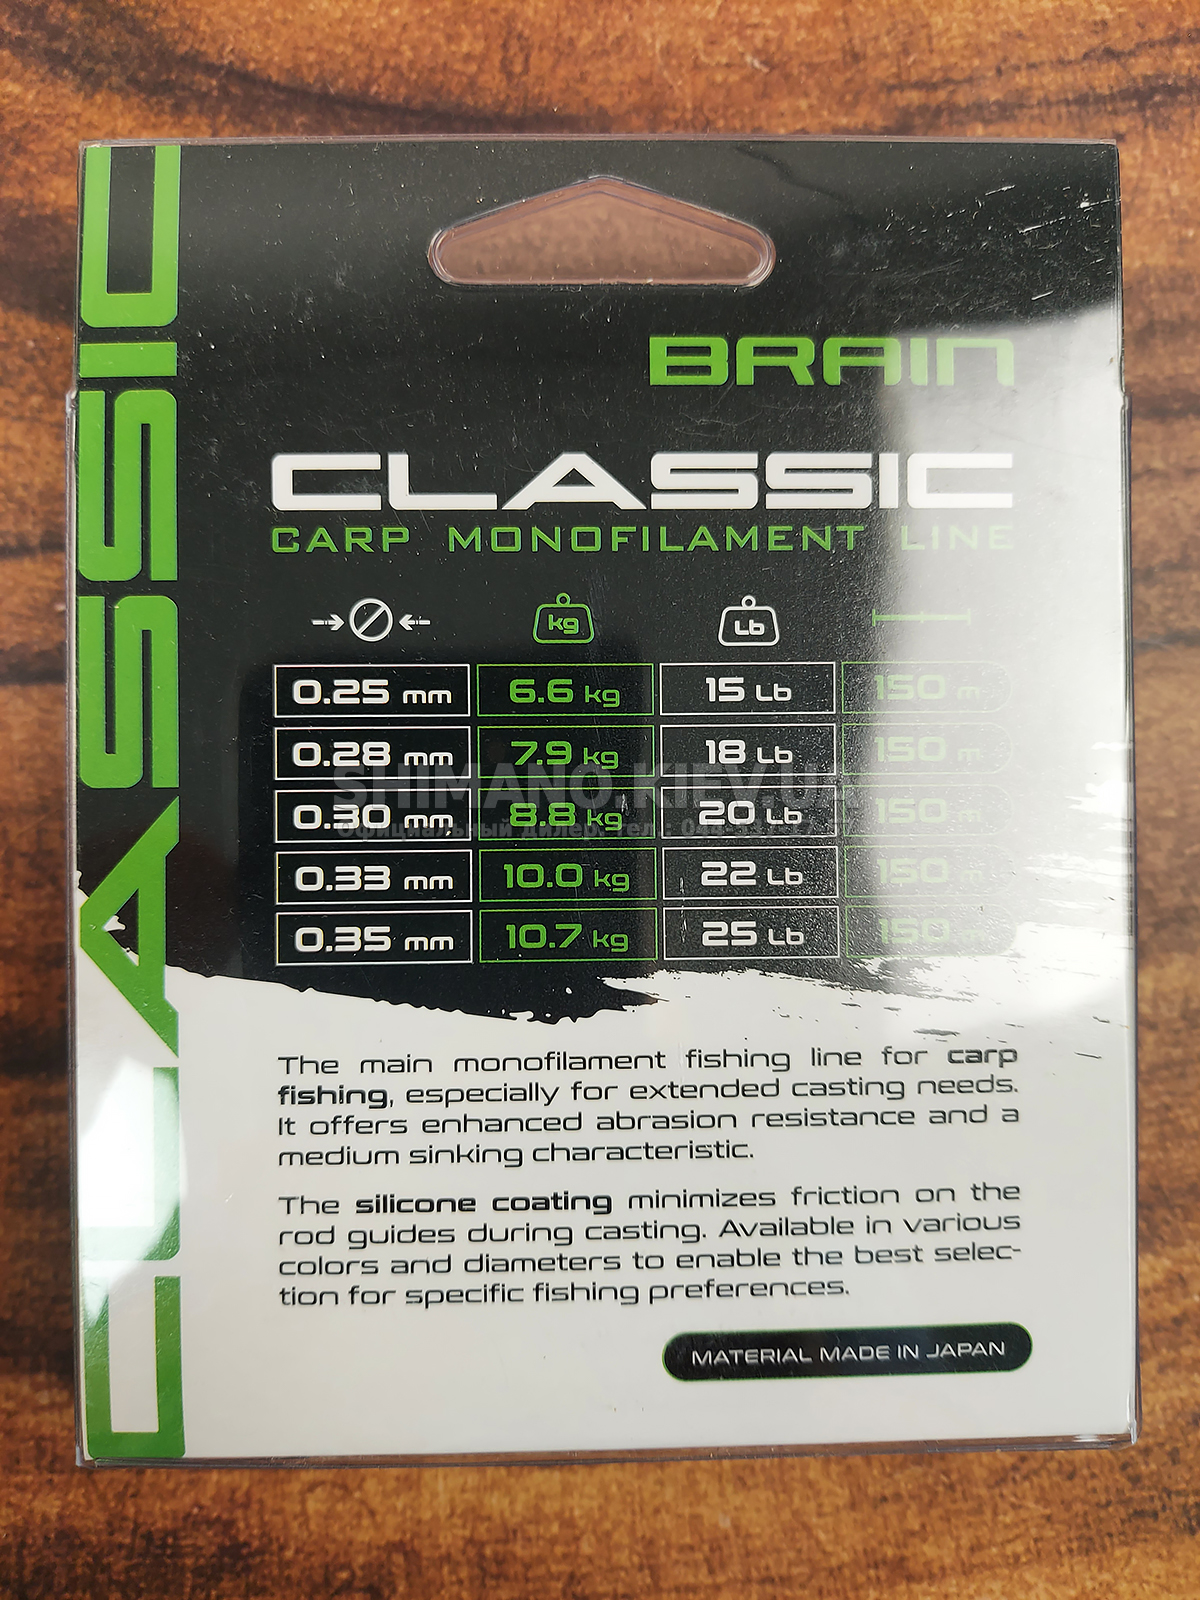 CLASSIC
BRAIN
CLASSIC
CARP MONOFILAMENT LINE
kg Lb
0.25 mm 6.6 kg 15 Lb 150 m
0.28 mm 7.9 kg 18 Lb 150 m
SHIMANO.KIEV.UA
0.30 mm 8.8 kg 20 Lb 150 m
Официальный дилер. тел.: 044
0.33 mm 10.0 kg 22 Lb 150
0.35 mm 10.7 kg 25 Lb 150
The main monofilament fishing line for carp
fishing, especially for extended casting needs.
It offers enhanced abrasion resistance and a
medium sinking characteristic.
The silicone coating minimizes friction on the
rod guides during casting. Available in various
colors and diameters to enable the best selec-
tion for specific fishing preferences.
MATERIAL MADE IN JAPAN